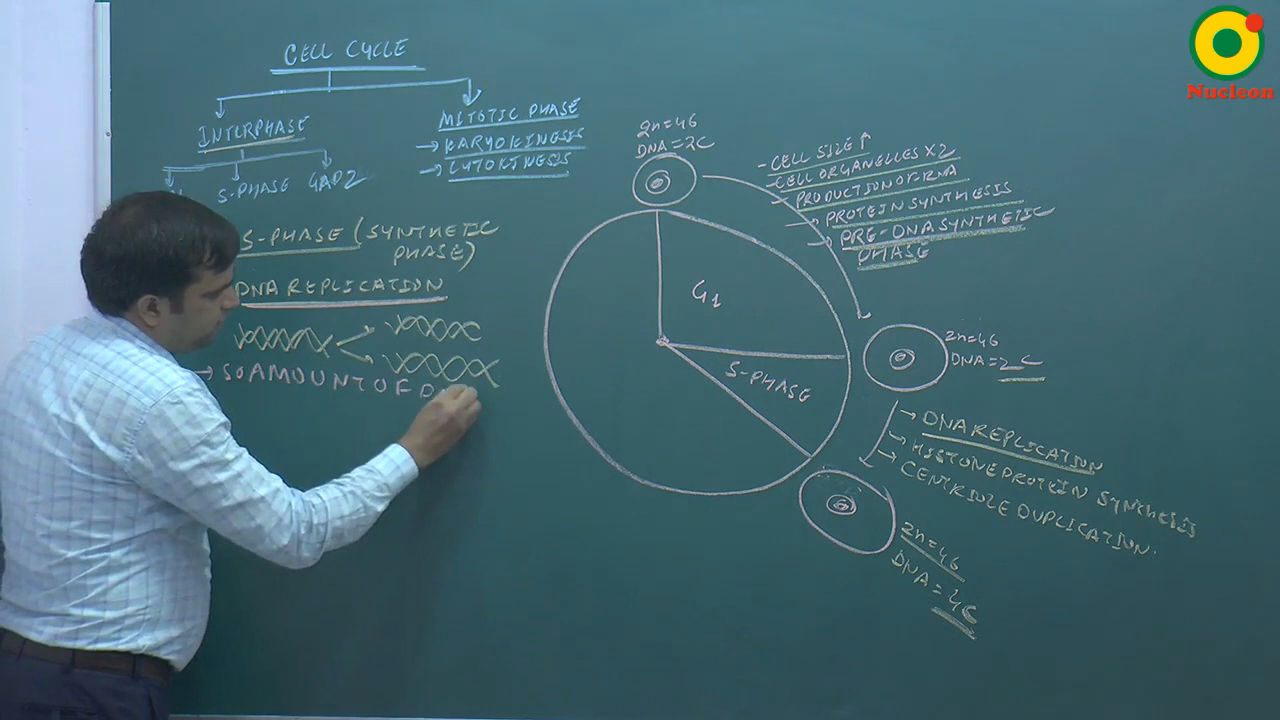 CELL CYCLE
INTERPHASE
S-PHASE GAP2
MITOTIC PHASE
→ KARYOKINESIS
→ CYTOKINESIS
S-PHASE (SYNTHETIC
PHASE)
DNA REPLICATION
→ SO AMOUNT OF
2n=46
DNA=2C
- CELL SIZE ↑
- CELL ORGANELLES X2
- PRODUCTION OF RNA
→ PROTEIN SYNTHESIS
→ PRE-DNA SYNTHETIC
PHASE
G1
S-PHASE
2n=46
DNA=2C
→ DNA REPLICATION
→ HISTONE PROTEIN SYNTHESIS
→ CENTRIOLE DUPLICATION.
2n=46
DNA=4C
Nucleon